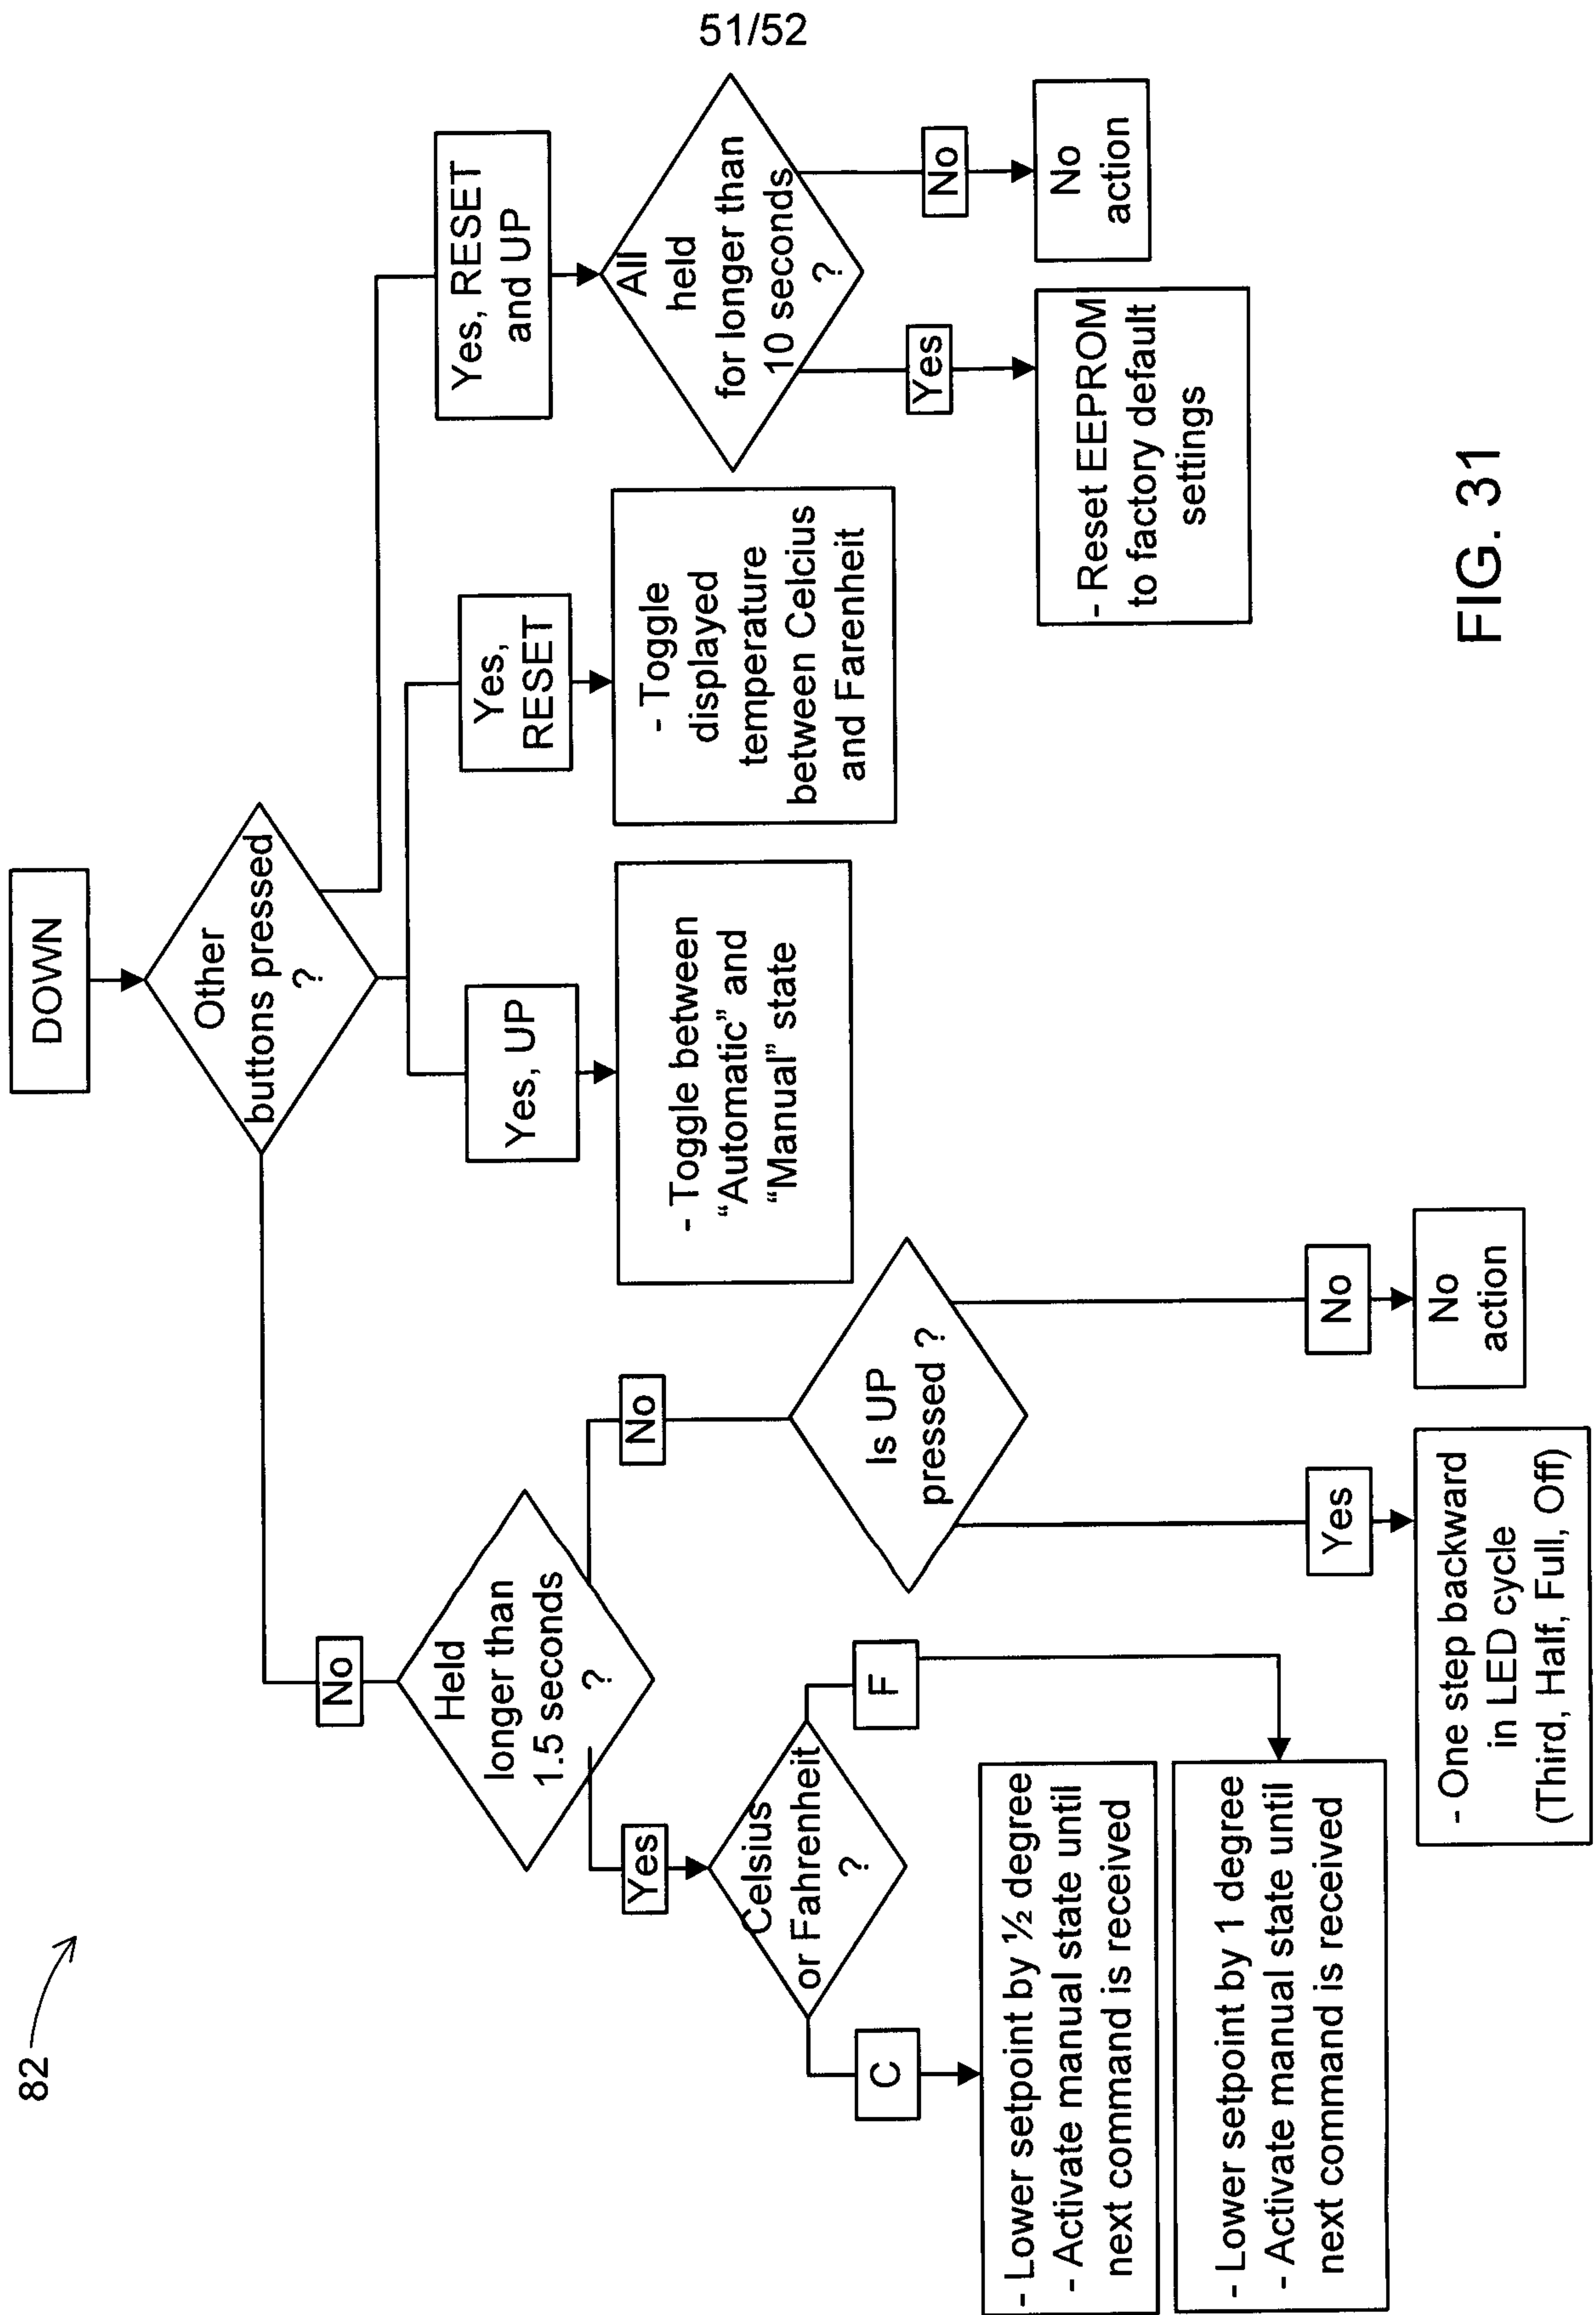 51/52
82
DOWN
Other
buttons pressed
?
No
Yes, UP
Yes,
RESET
Yes, RESET
and UP
Held
longer than
1.5 seconds
?
- Toggle between
“Automatic” and
“Manual” state
- Toggle
displayed
temperature
between Celcius
and Farenheit
All
held
for longer than
10 seconds
?
Yes
No
Yes
No
Celsius
or Fahrenheit
?
Is UP
pressed ?
- Reset EEPROM
to factory default
settings
No
action
C
F
- Lower setpoint by ½ degree
- Activate manual state until
next command is received
- Lower setpoint by 1 degree
- Activate manual state until
next command is received
Yes
No
- One step backward
in LED cycle
(Third, Half, Full, Off)
No
action
FIG. 31